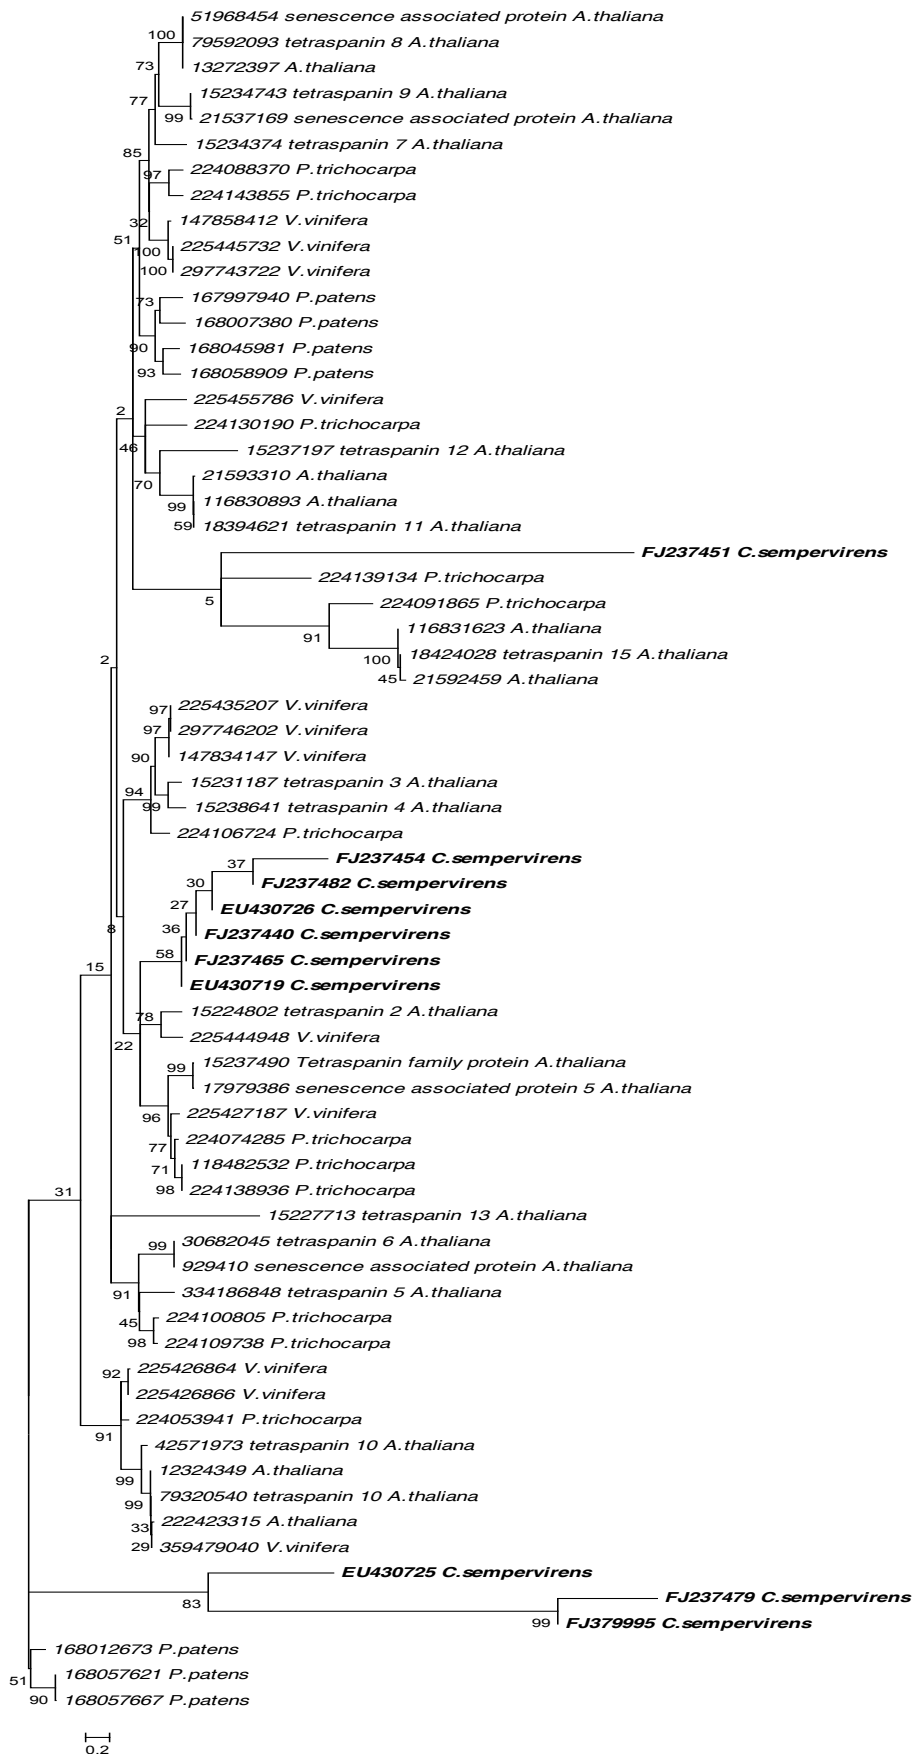 51968454 senescence associated protein A.thaliana
100
79592093 tetraspanin 8 A.thaliana
73
13272397 A.thaliana
15234743 tetraspanin 9 A.thaliana
77
99
21537169 senescence associated protein A.thaliana
15234374 tetraspanin 7 A.thaliana
85
97
224088370 P.trichocarpa
224143855 P.trichocarpa
32
147858412 V.vinifera
51
100
225445732 V.vinifera
100
297743722 V.vinifera
73
167997940 P.patens
168007380 P.patens
90
168045981 P.patens
93
168058909 P.patens
225455786 V.vinifera
2
224130190 P.trichocarpa
46
15237197 tetraspanin 12 A.thaliana
21593310 A.thaliana
70
99
116830893 A.thaliana
59
18394621 tetraspanin 11 A.thaliana
FJ237451 C.sempervirens
224139134 P.trichocarpa
5
224091865 P.trichocarpa
91
116831623 A.thaliana
100
18424028 tetraspanin 15 A.thaliana
2
45
21592459 A.thaliana
97
225435207 V.vinifera
97
297746202 V.vinifera
90
147834147 V.vinifera
15231187 tetraspanin 3 A.thaliana
94
99
15238641 tetraspanin 4 A.thaliana
224106724 P.trichocarpa
37
FJ237454 C.sempervirens
30
FJ237482 C.sempervirens
27
EU430726 C.sempervirens
8
36
FJ237440 C.sempervirens
58
FJ237465 C.sempervirens
15
EU430719 C.sempervirens
78
15224802 tetraspanin 2 A.thaliana
22
225444948 V.vinifera
99
15237490 Tetraspanin family protein A.thaliana
17979386 senescence associated protein 5 A.thaliana
96
225427187 V.vinifera
77
224074285 P.trichocarpa
71
118482532 P.trichocarpa
31
98
224138936 P.trichocarpa
15227713 tetraspanin 13 A.thaliana
99
30682045 tetraspanin 6 A.thaliana
929410 senescence associated protein A.thaliana
91
334186848 tetraspanin 5 A.thaliana
45
224100805 P.trichocarpa
98
224109738 P.trichocarpa
92
225426864 V.vinifera
225426866 V.vinifera
91
224053941 P.trichocarpa
42571973 tetraspanin 10 A.thaliana
99
12324349 A.thaliana
99
79320540 tetraspanin 10 A.thaliana
33
222423315 A.thaliana
29
359479040 V.vinifera
EU430725 C.sempervirens
83
FJ237479 C.sempervirens
99
FJ379995 C.sempervirens
168012673 P.patens
51
168057621 P.patens
90
168057667 P.patens
0.2